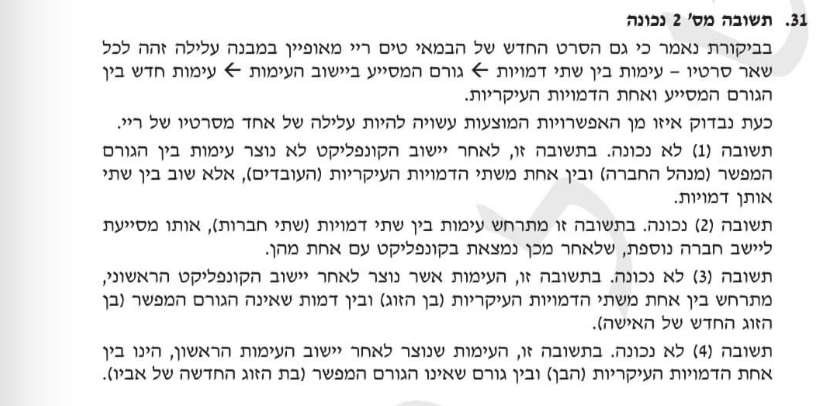 31. תשובה מס' 2 נכונה
בביקורת נאמר כי גם הסרט החדש של הבמאי טים ריי מאופיין במבנה עלילה זהה לכל
שאר סרטיו – עימות בין שתי דמויות ← גורם המסייע ביישוב העימות ← עימות חדש בין
הגורם המסייע ואחת הדמויות העיקריות.
כעת נבדוק איזו מן האפשרויות המוצעות עשויה להיות עלילה של אחד מסרטיו של ריי.
תשובה (1) לא נכונה. בתשובה זו, לאחר יישוב הקונפליקט לא נוצר עימות בין הגורם
המפשר (מנהל החברה) ובין אחת משתי הדמויות העיקריות (העובדים), אלא שוב בין שתי
אותן דמויות.
תשובה (2) נכונה. בתשובה זו מתרחש עימות בין שתי דמויות (שתי חברות), אותו מסייעת
ליישב חברה נוספת, שלאחר מכן נמצאת בקונפליקט עם אחת מהן.
תשובה (3) לא נכונה. בתשובה זו, העימות אשר נוצר לאחר יישוב הקונפליקט הראשוני,
מתרחש בין אחת משתי הדמויות העיקריות (בן הזוג) ובין דמות שאינה הגורם המפשר (בן
הזוג החדש של האישה).
תשובה (4) לא נכונה. בתשובה זו, העימות שנוצר לאחר יישוב העימות הראשון, הינו בין
אחת הדמויות העיקריות (הבן) ובין גורם שאינו הגורם המפשר (בת הזוג החדשה של אביו).